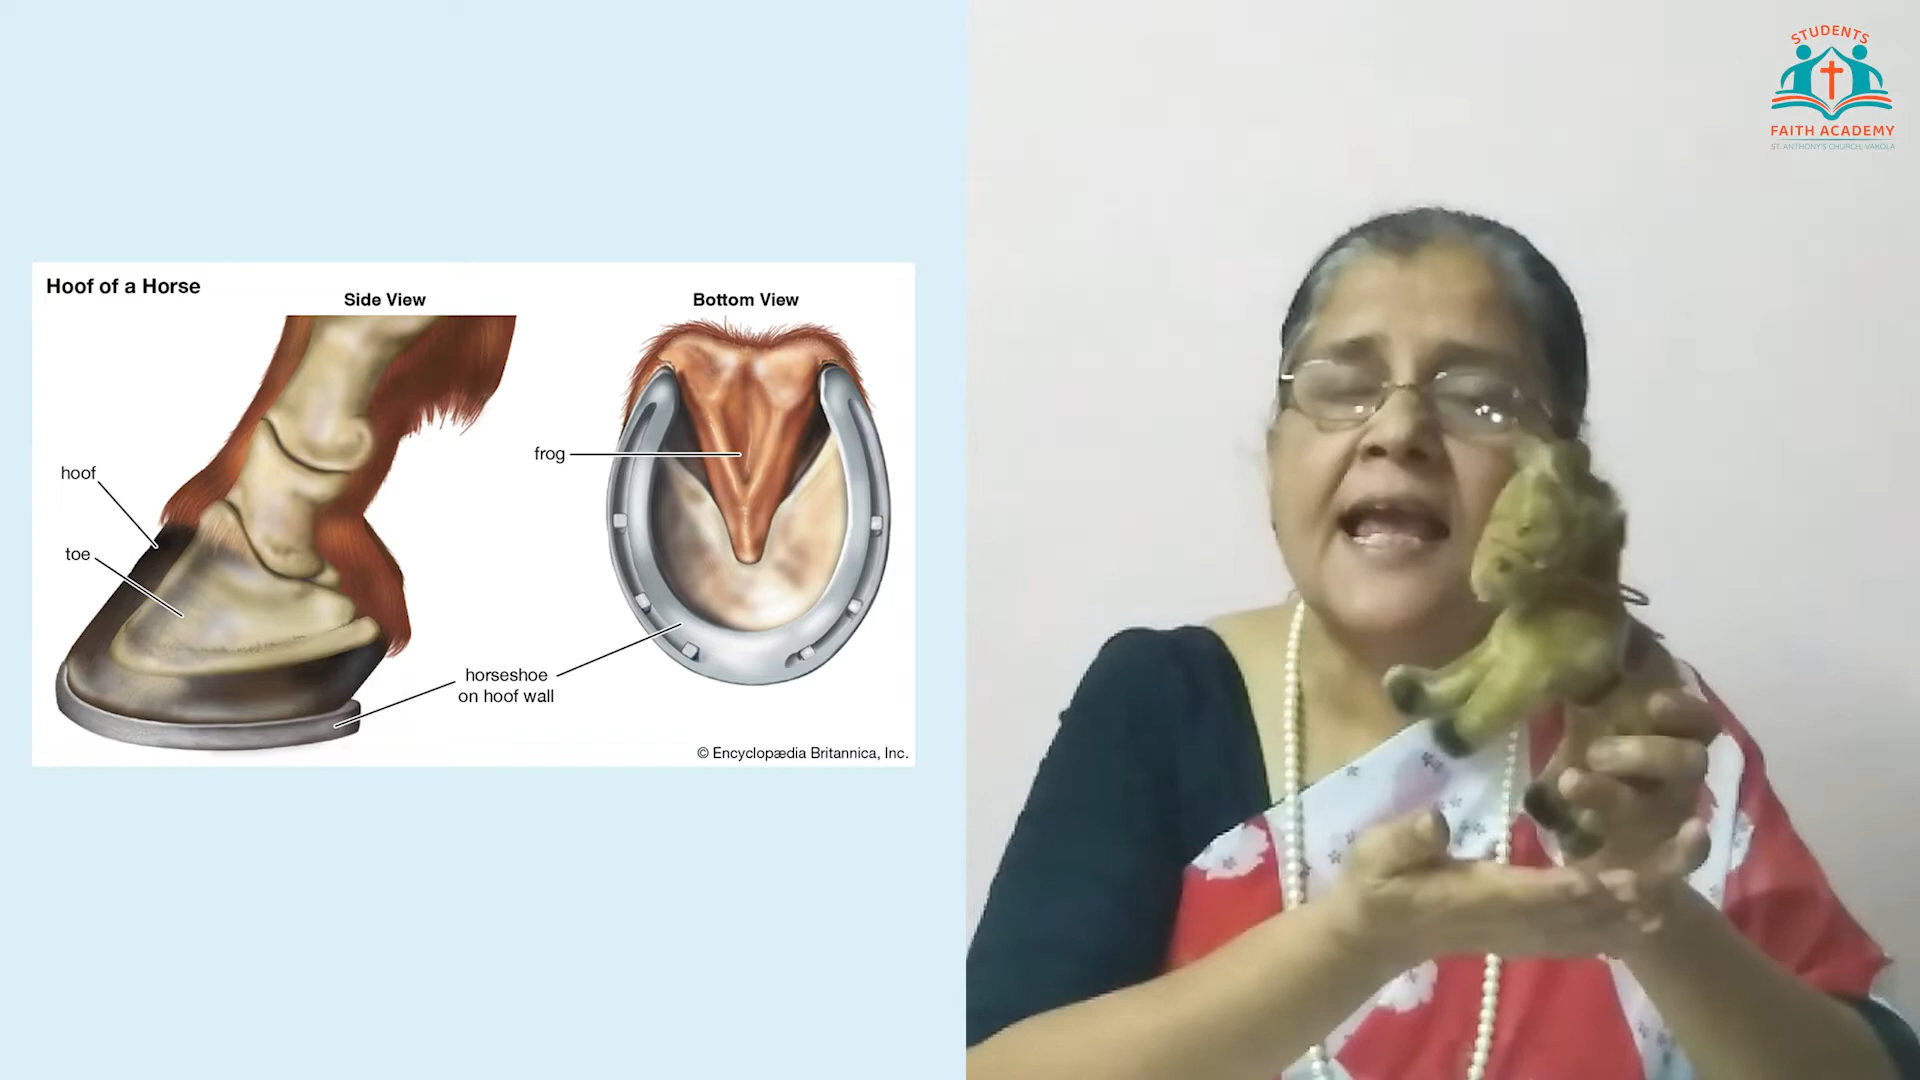 STUDENTS
FAITH ACADEMY
ST. ANTHONY'S CHURCH, VAKOLA
Hoof of a Horse
Side View
Bottom View
hoof
toe
frog
horseshoe
on hoof wall
© Encyclopædia Britannica, Inc.